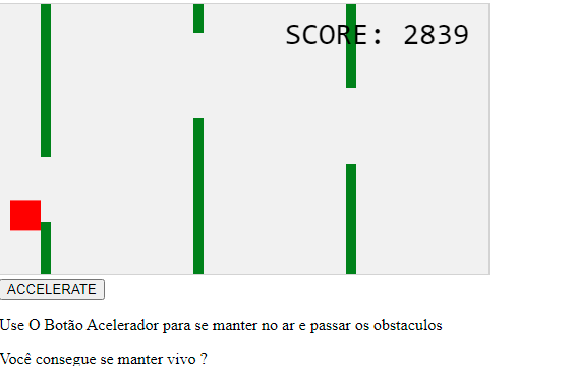 SCORE: 2839
ACCELERATE
Use O Botão Acelerador para se manter no ar e passar os obstaculos
Você consegue se manter vivo ?